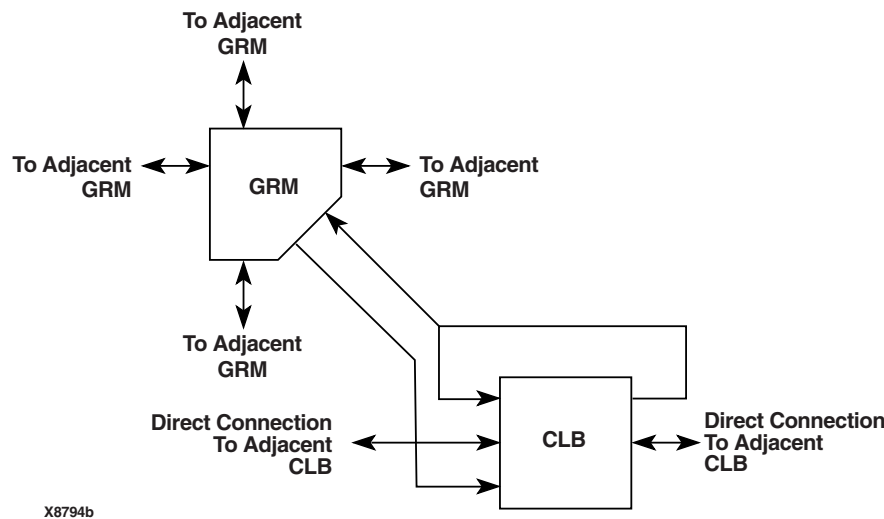 To Adjacent
GRM
To Adjacent
GRM
GRM
To Adjacent
GRM
To Adjacent
GRM
Direct Connection
To Adjacent
CLB
CLB
Direct Connection
To Adjacent
CLB
X8794b